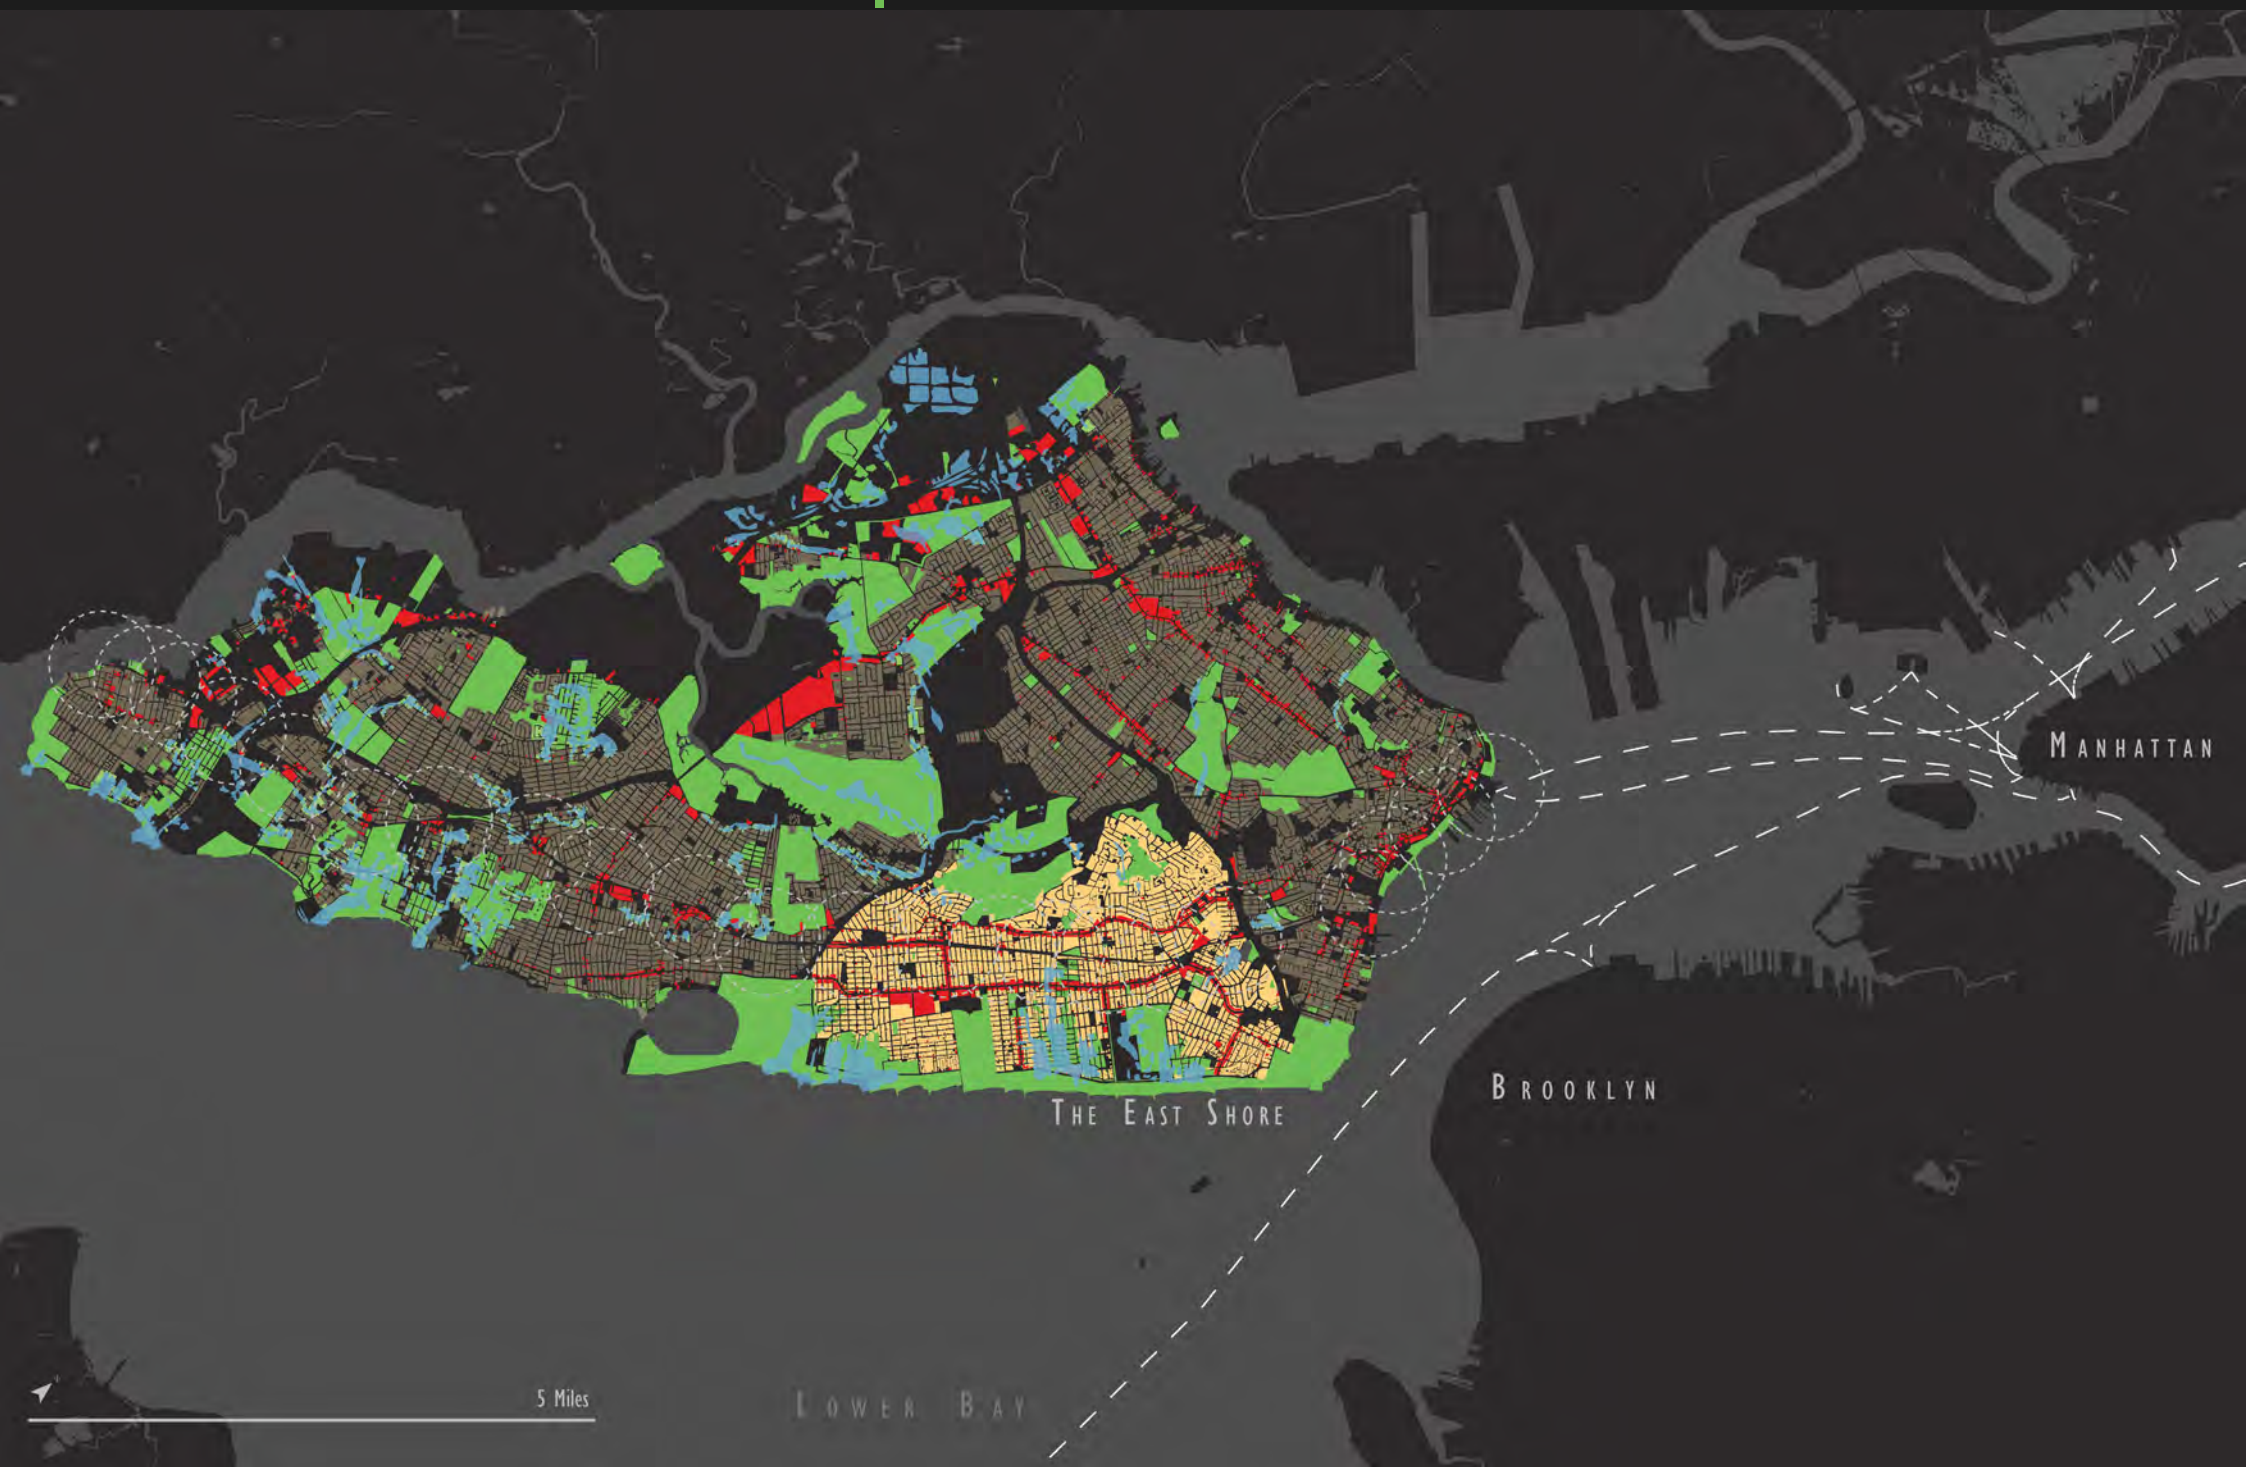 MANHATTAN
BROOKLYN
THE EAST SHORE
5 Miles
LOWER BAY